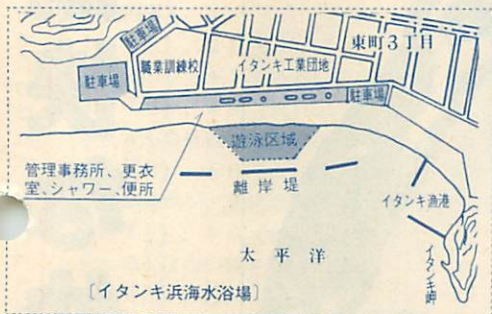 駐車場
東町3丁目
職業訓練校
イタンキ工業団地
駐車場
駐車場
遊泳区域
管理事務所、更衣
室、シャワー、便所
離岸堤
イタンキ漁港
太平洋
イタンキ岬
〔イタンキ浜海水浴場〕